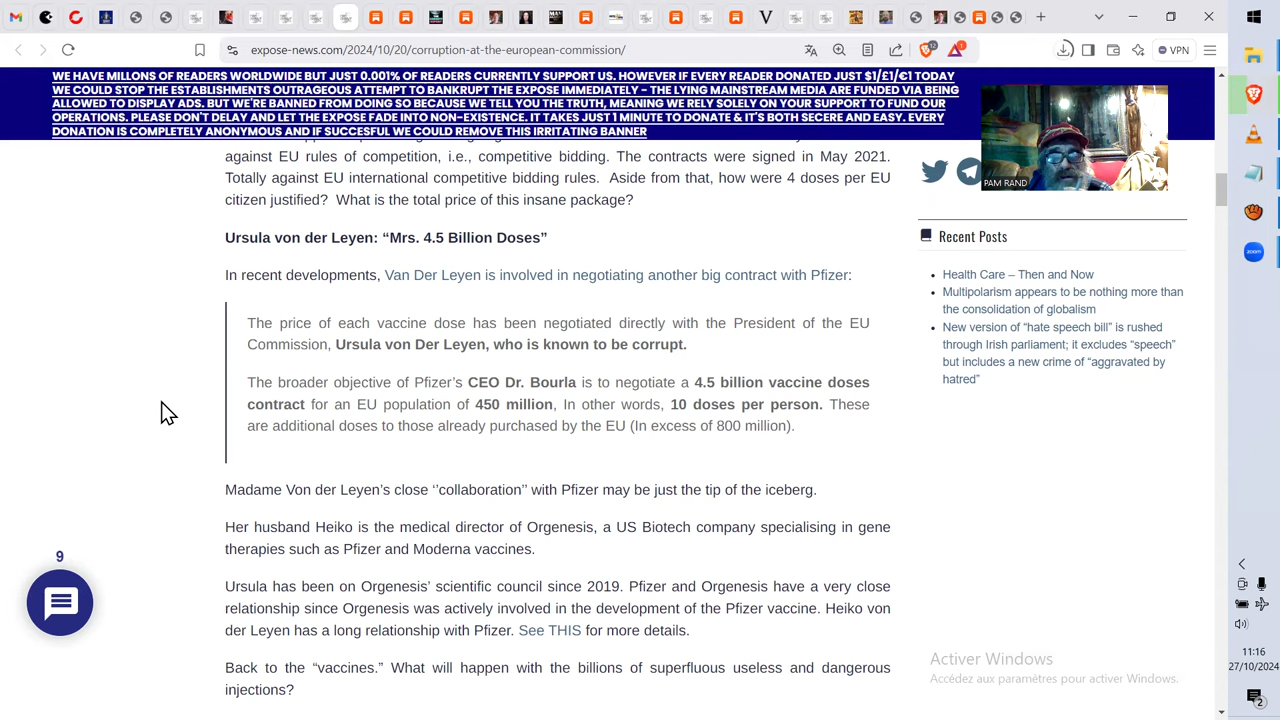 expose-news.com/2024/10/20/corruption-at-the-european-commission/
12
1
VPN
WE HAVE MILLONS OF READERS WORLDWIDE BUT JUST 0.001% OF READERS CURRENTLY SUPPORT US. HOWEVER IF EVERY READER DONATED JUST $1/£1/€1 TODAY
WE COULD STOP THE ESTABLISHMENTS OUTRAGEOUS ATTEMPT TO BANKRUPT THE EXPOSE IMMEDIATELY - THE LYING MAINSTREAM MEDIA ARE FUNDED VIA BEING
ALLOWED TO DISPLAY ADS. BUT WE'RE BANNED FROM DOING SO BECAUSE WE TELL YOU THE TRUTH, MEANING WE RELY SOLELY ON YOUR SUPPORT TO FUND OUR
OPERATIONS. PLEASE DON'T DELAY AND LET THE EXPOSE FADE INTO NON-EXISTENCE. IT TAKES JUST 1 MINUTE TO DONATE & IT'S BOTH SECERE AND EASY. EVERY
DONATION IS COMPLETELY ANONYMOUS AND IF SUCCESFUL WE COULD REMOVE THIS IRRITATING BANNER
against EU rules of competition, i.e., competitive bidding. The contracts were signed in May 2021.
Totally against EU international competitive bidding rules. Aside from that, how were 4 doses per EU
citizen justified? What is the total price of this insane package?
Ursula von der Leyen: “Mrs. 4.5 Billion Doses”
In recent developments, Van Der Leyen is involved in negotiating another big contract with Pfizer:
The price of each vaccine dose has been negotiated directly with the President of the EU
Commission, Ursula von Der Leyen, who is known to be corrupt.
The broader objective of Pfizer’s CEO Dr. Bourla is to negotiate a 4.5 billion vaccine doses
contract for an EU population of 450 million, In other words, 10 doses per person. These
are additional doses to those already purchased by the EU (In excess of 800 million).
Madame Von der Leyen’s close ‘’collaboration’’ with Pfizer may be just the tip of the iceberg.
Her husband Heiko is the medical director of Orgenesis, a US Biotech company specialising in gene
therapies such as Pfizer and Moderna vaccines.
Ursula has been on Orgenesis’ scientific council since 2019. Pfizer and Orgenesis have a very close
relationship since Orgenesis was actively involved in the development of the Pfizer vaccine. Heiko von
der Leyen has a long relationship with Pfizer. See THIS for more details.
Back to the “vaccines.” What will happen with the billions of superfluous useless and dangerous
injections?
9
PAM RAND
Recent Posts
Health Care – Then and Now
Multipolarism appears to be nothing more than
the consolidation of globalism
New version of “hate speech bill” is rushed
through Irish parliament; it excludes “speech”
but includes a new crime of “aggravated by
hatred”
Activer Windows
Accédez aux paramètres pour activer Windows.
zoom
11:16
27/10/2024
2